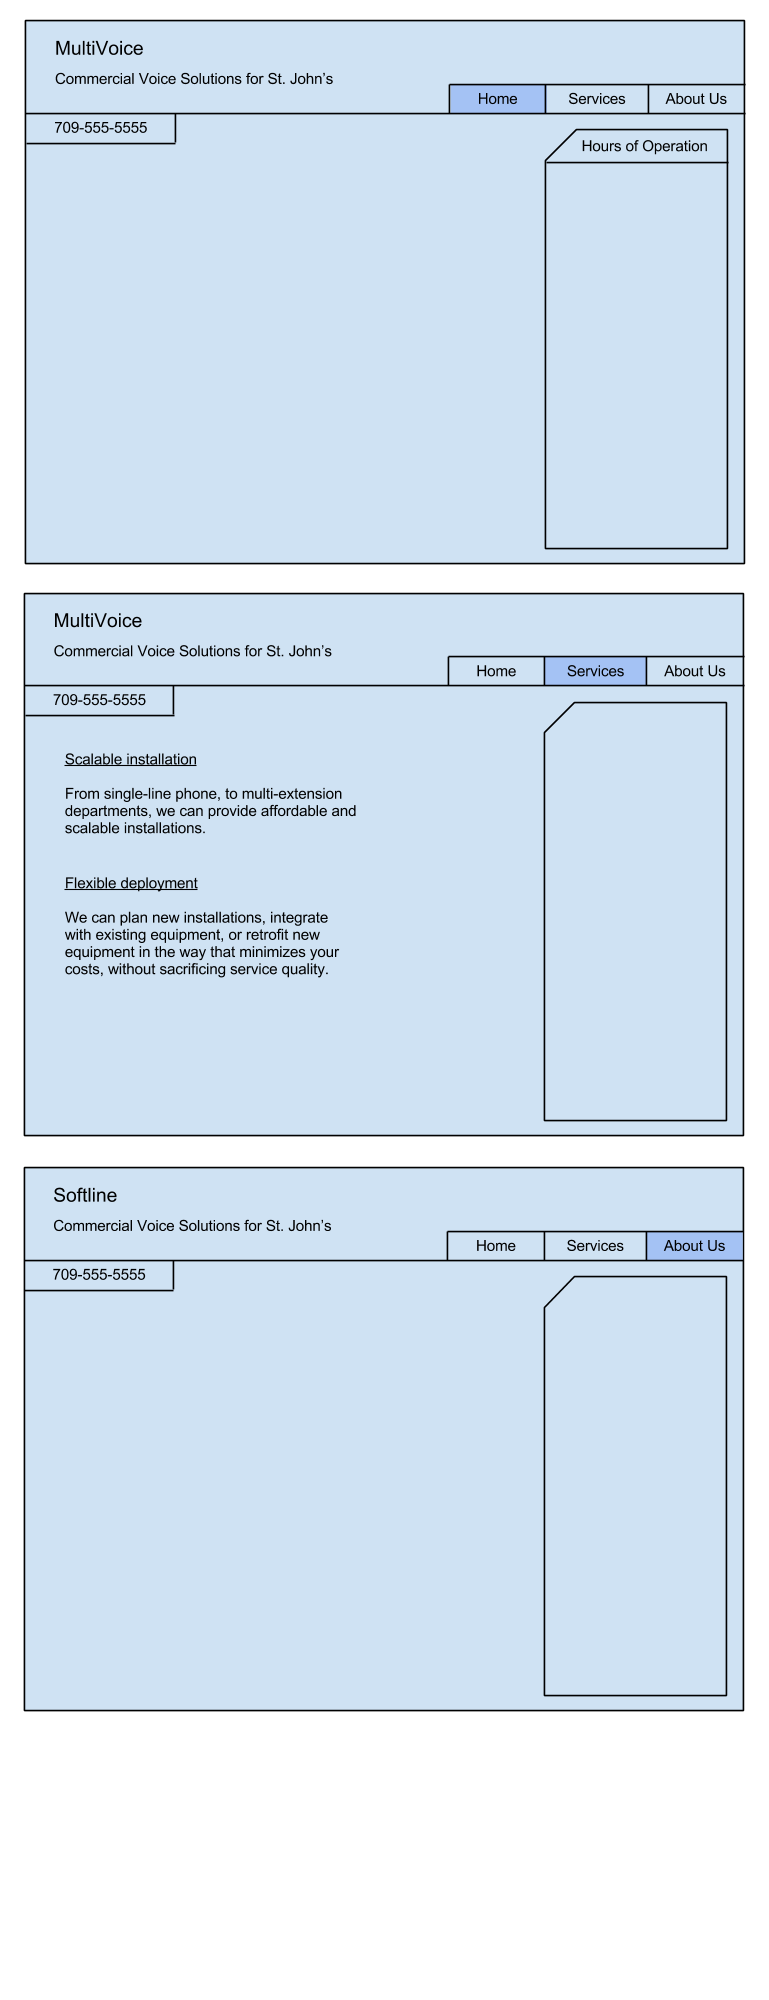 MultiVoice
Commercial Voice Solutions for St. John's
Home Services About Us
709-555-5555
Hours of Operation
MultiVoice
Commercial Voice Solutions for St. John's
Home Services About Us
709-555-5555
Scalable installation
From single-line phone, to multi-extension
departments, we can provide affordable and
scalable installations.
Flexible deployment
We can plan new installations, integrate
with existing equipment, or retrofit new
equipment in the way that minimizes your
costs, without sacrificing service quality.
Softline
Commercial Voice Solutions for St. John's
Home Services About Us
709-555-5555